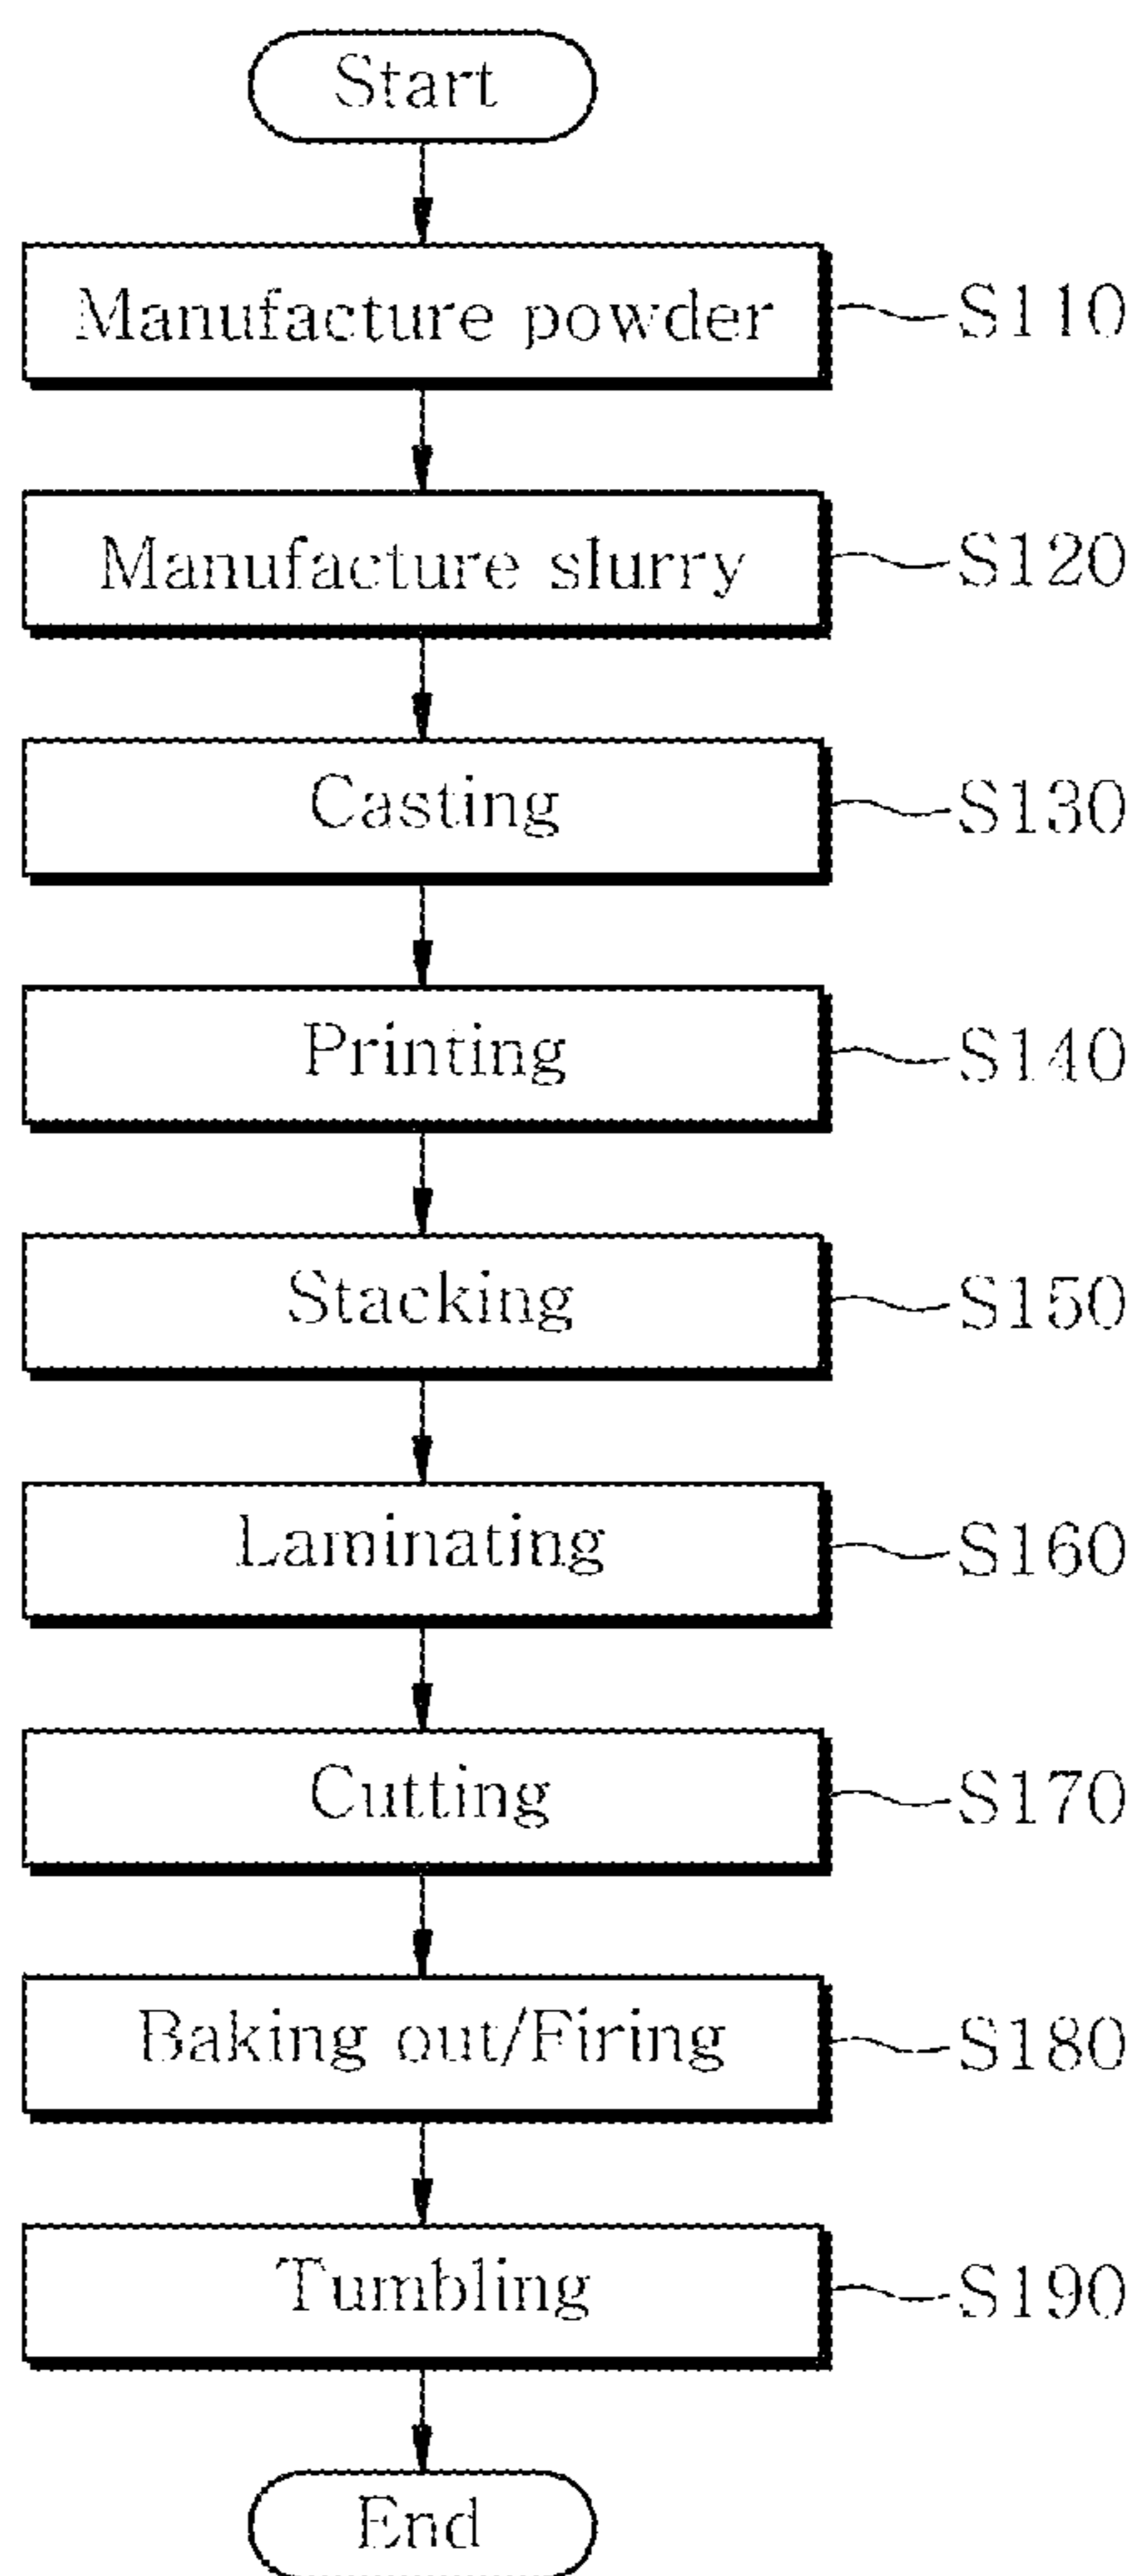 Start
Manufacture powder S110
Manufacture slurry S120
Casting S130
Printing S140
Stacking S150
Laminating S160
Cutting S170
Baking out/Firing S180
Tumbling S190
End